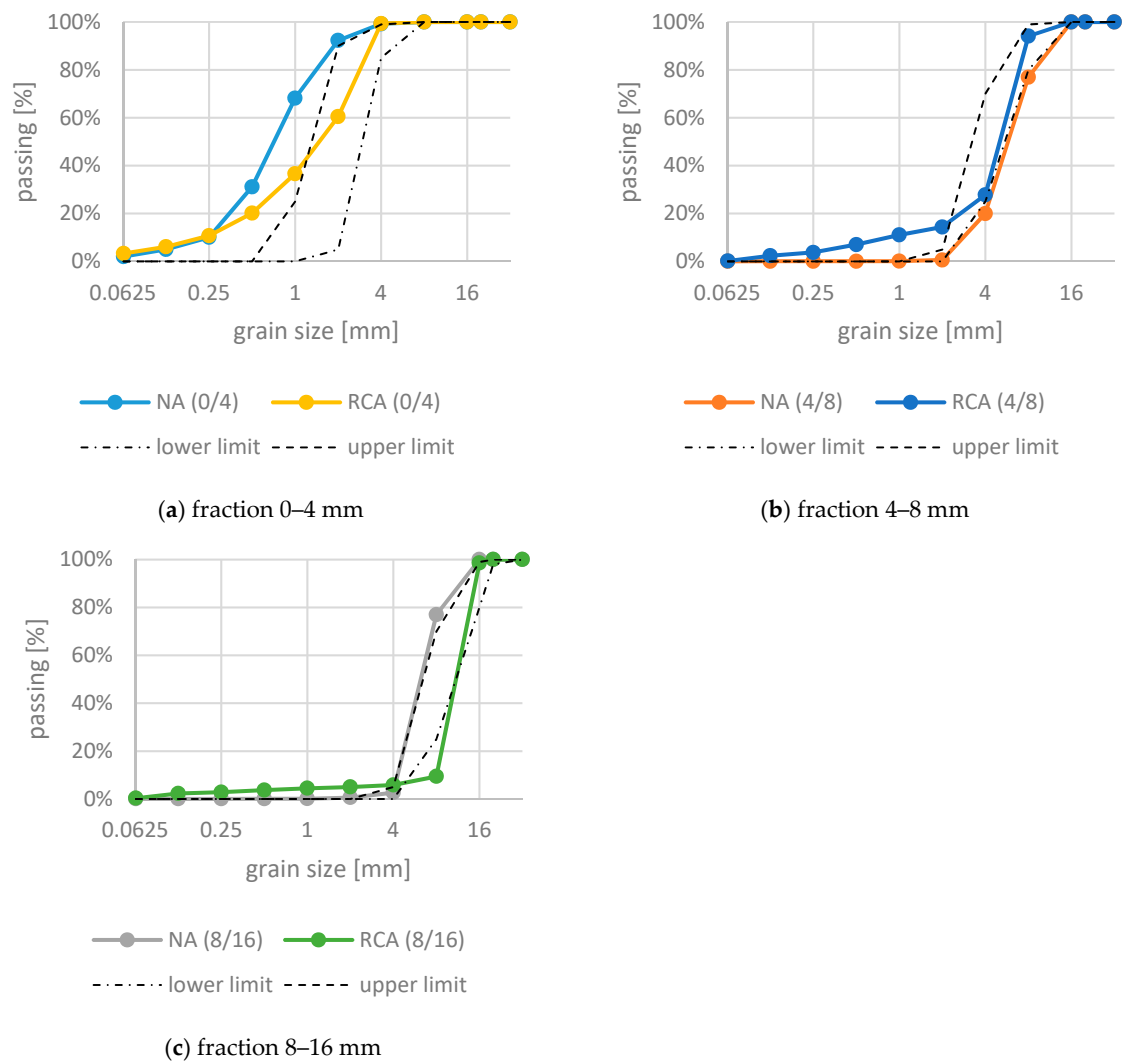 100%
80%
60%
40%
20%
0%
passing [%]
0.0625 0.25 1 4 16
grain size [mm]
NA (0/4) RCA (0/4)
lower limit upper limit
(a) fraction 0–4 mm
100%
80%
60%
40%
20%
0%
passing [%]
0.0625 0.25 1 4 16
grain size [mm]
NA (4/8) RCA (4/8)
lower limit upper limit
(b) fraction 4–8 mm
100%
80%
60%
40%
20%
0%
passing [%]
0.0625 0.25 1 4 16
grain size [mm]
NA (8/16) RCA (8/16)
lower limit upper limit
(c) fraction 8–16 mm